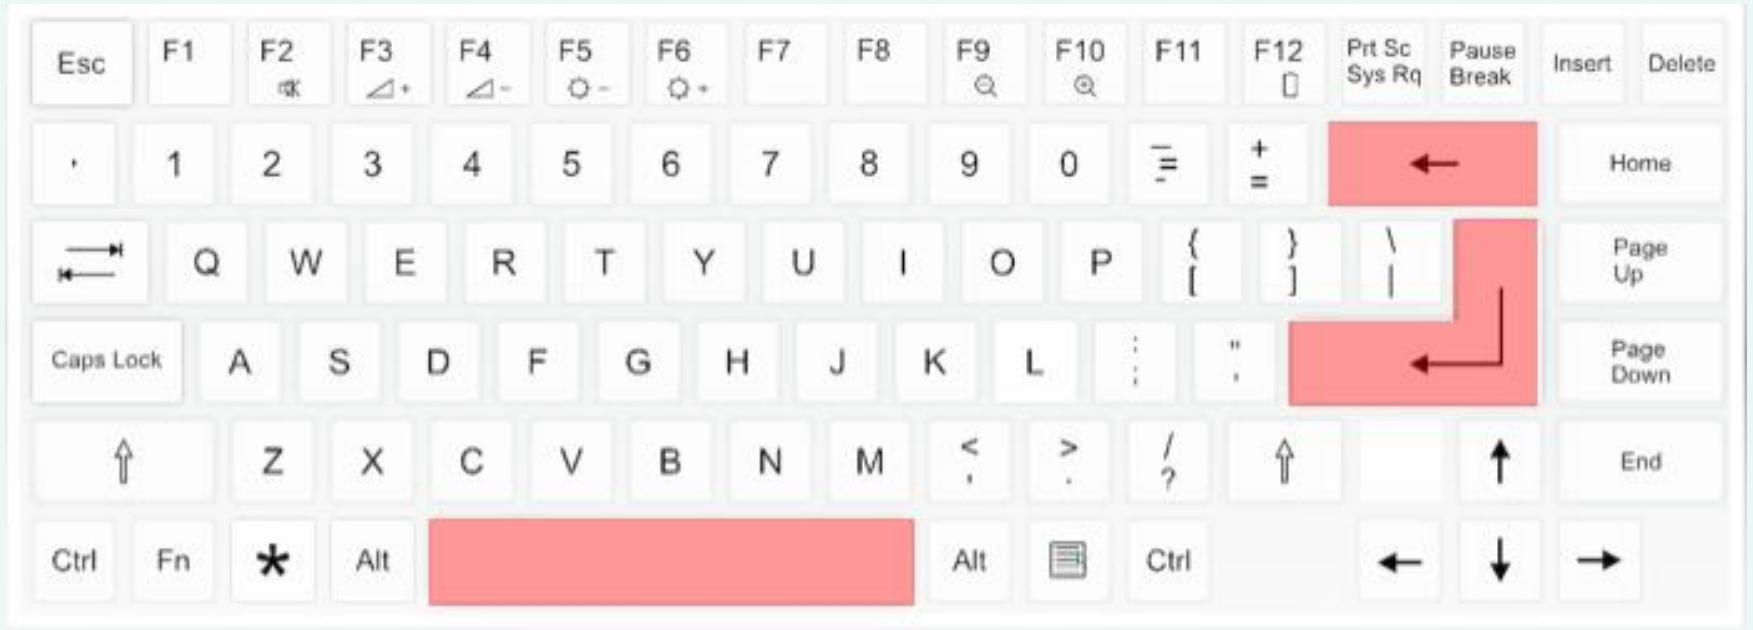 Esc F1 F2 F3 F4 F5 F6 F7 F8 F9 F10 F11 F12 Prt Sc Sys Rq Pause Break Insert Delete
' 1 2 3 4 5 6 7 8 9 0 _ = - + = ← Home
Q W E R T Y U I O P { [ } ] \ | Page Up
Caps Lock A S D F G H J K L : ; " ' Page Down
⇧ Z X C V B N M < , > . / ? ⇧ ↑ End
Ctrl Fn * Alt Alt Ctrl ← ↓ →